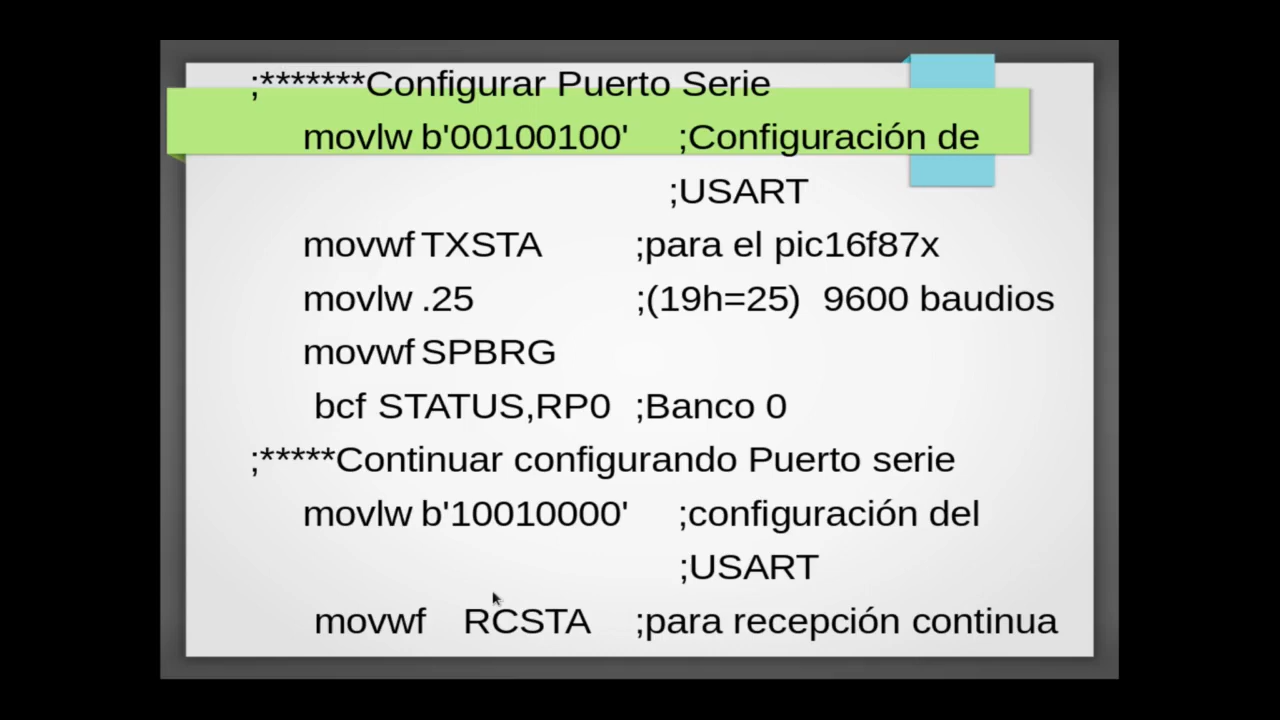 ;*******Configurar Puerto Serie
movlw b'00100100' ;Configuración de
;USART
movwf TXSTA ;para el pic16f87x
movlw .25 ;(19h=25) 9600 baudios
movwf SPBRG
bcf STATUS,RP0 ;Banco 0
;*****Continuar configurando Puerto serie
movlw b'10010000' ;configuración del
;USART
movwf RCSTA ;para recepción continua